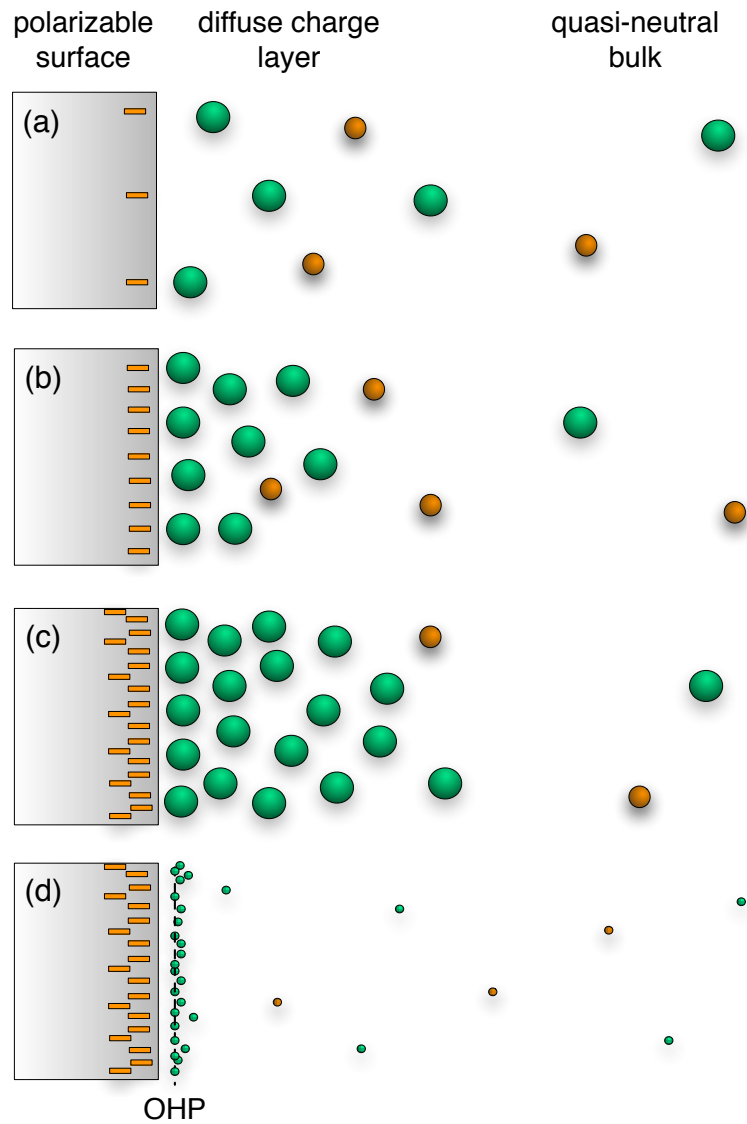 polarizable
surface
diffuse charge
layer
quasi-neutral
bulk
(a)
(b)
(c)
(d)
OHP